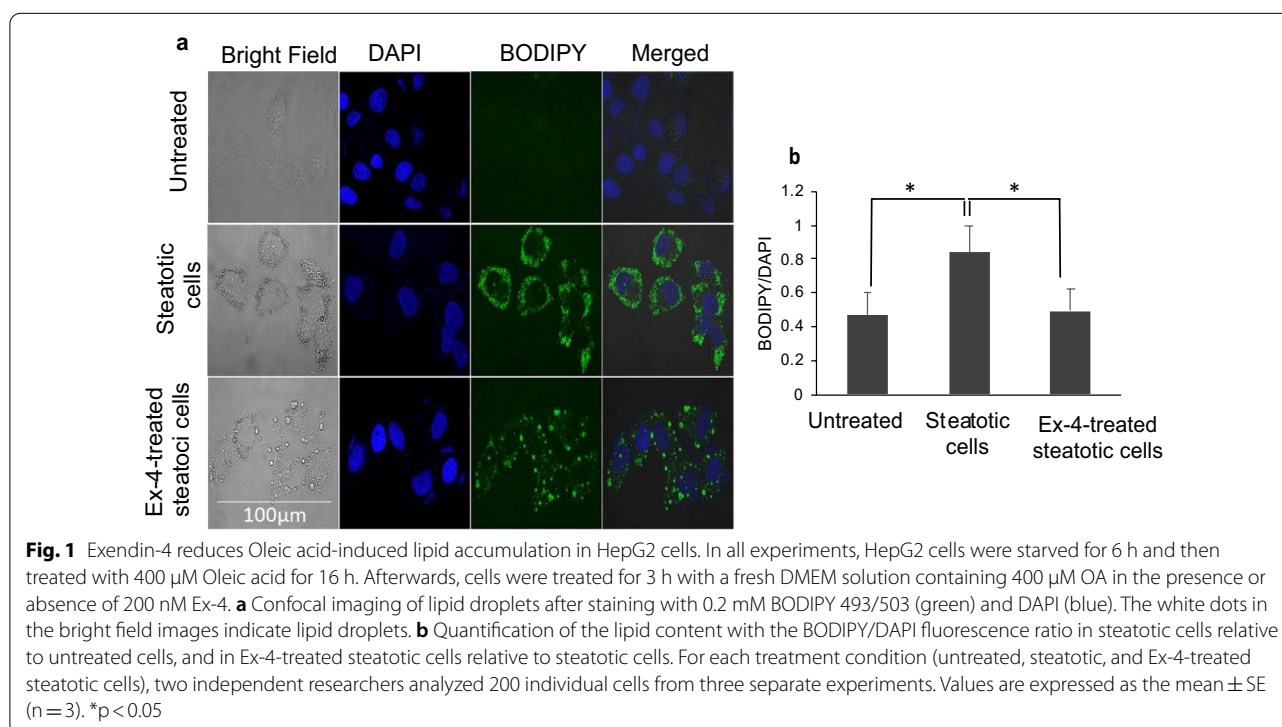 a
Bright Field DAPI BODIPY Merged
Untreated
Steatotic
cells
Ex-4-treated
steatoci cells
100µm
b
* *
1.2
1
0.8
0.6
0.4
0.2
0
BODIPY/DAPI
Untreated Steatotic Ex-4-treated
cells steatotic cells
Fig. 1 Exendin-4 reduces Oleic acid-induced lipid accumulation in HepG2 cells. In all experiments, HepG2 cells were starved for 6 h and then
treated with 400 µM Oleic acid for 16 h. Afterwards, cells were treated for 3 h with a fresh DMEM solution containing 400 µM OA in the presence or
absence of 200 nM Ex-4. a Confocal imaging of lipid droplets after staining with 0.2 mM BODIPY 493/503 (green) and DAPI (blue). The white dots in
the bright field images indicate lipid droplets. b Quantification of the lipid content with the BODIPY/DAPI fluorescence ratio in steatotic cells relative
to untreated cells, and in Ex-4-treated steatotic cells relative to steatotic cells. For each treatment condition (untreated, steatotic, and Ex-4-treated
steatotic cells), two independent researchers analyzed 200 individual cells from three separate experiments. Values are expressed as the mean ± SE
(n = 3). *p < 0.05